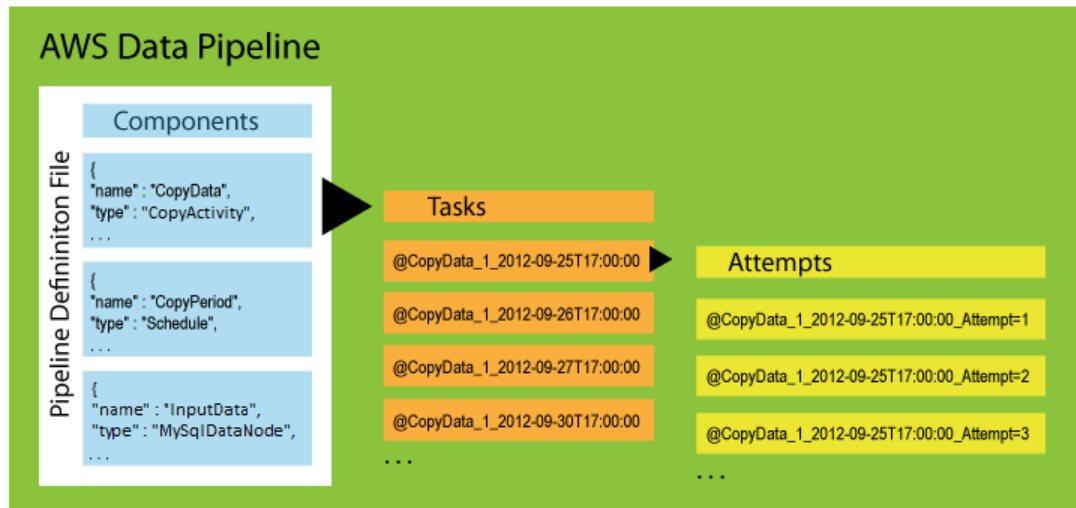 AWS Data Pipeline
Pipeline Defininiton File
Components
{
"name" : "CopyData",
"type" : "CopyActivity",
. . .
{
"name" : "CopyPeriod",
"type" : "Schedule",
. . .
{
"name" : "InputData",
"type" : "MySqlDataNode",
. . .
Tasks
@CopyData_1_2012-09-25T17:00:00
@CopyData_1_2012-09-26T17:00:00
@CopyData_1_2012-09-27T17:00:00
@CopyData_1_2012-09-30T17:00:00
. . .
Attempts
@CopyData_1_2012-09-25T17:00:00_Attempt=1
@CopyData_1_2012-09-25T17:00:00_Attempt=2
@CopyData_1_2012-09-25T17:00:00_Attempt=3
. . .